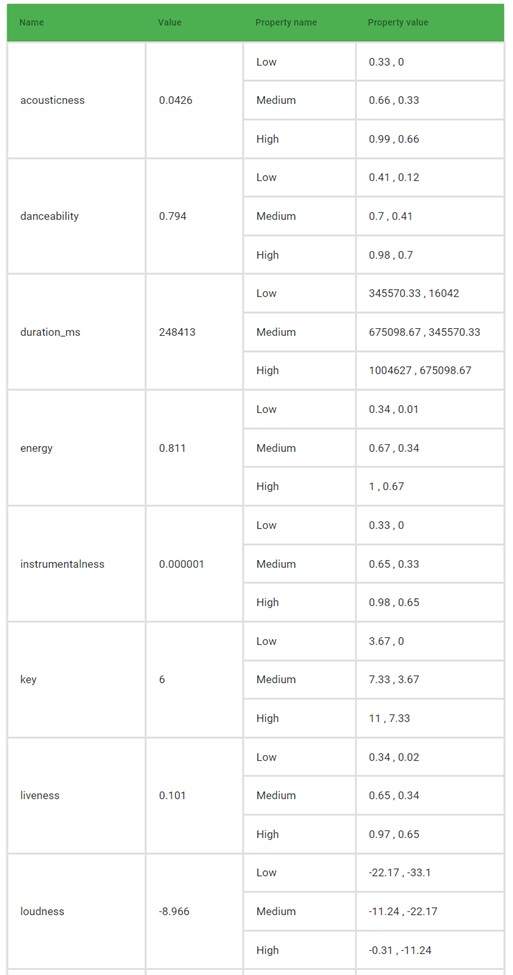 Name Value Property name Property value
Low 0.33 , 0
acousticness 0.0426 Medium 0.66 , 0.33
High 0.99 , 0.66
Low 0.41 , 0.12
danceability 0.794 Medium 0.7 , 0.41
High 0.98 , 0.7
Low 345570.33 , 16042
duration_ms 248413 Medium 675098.67 , 345570.33
High 1004627 , 675098.67
Low 0.34 , 0.01
energy 0.811 Medium 0.67 , 0.34
High 1 , 0.67
Low 0.33 , 0
instrumentalness 0.000001 Medium 0.65 , 0.33
High 0.98 , 0.65
Low 3.67 , 0
key 6 Medium 7.33 , 3.67
High 11 , 7.33
Low 0.34 , 0.02
liveness 0.101 Medium 0.65 , 0.34
High 0.97 , 0.65
Low -22.17 , -33.1
loudness -8.966 Medium -11.24 , -22.17
High -0.31 , -11.24